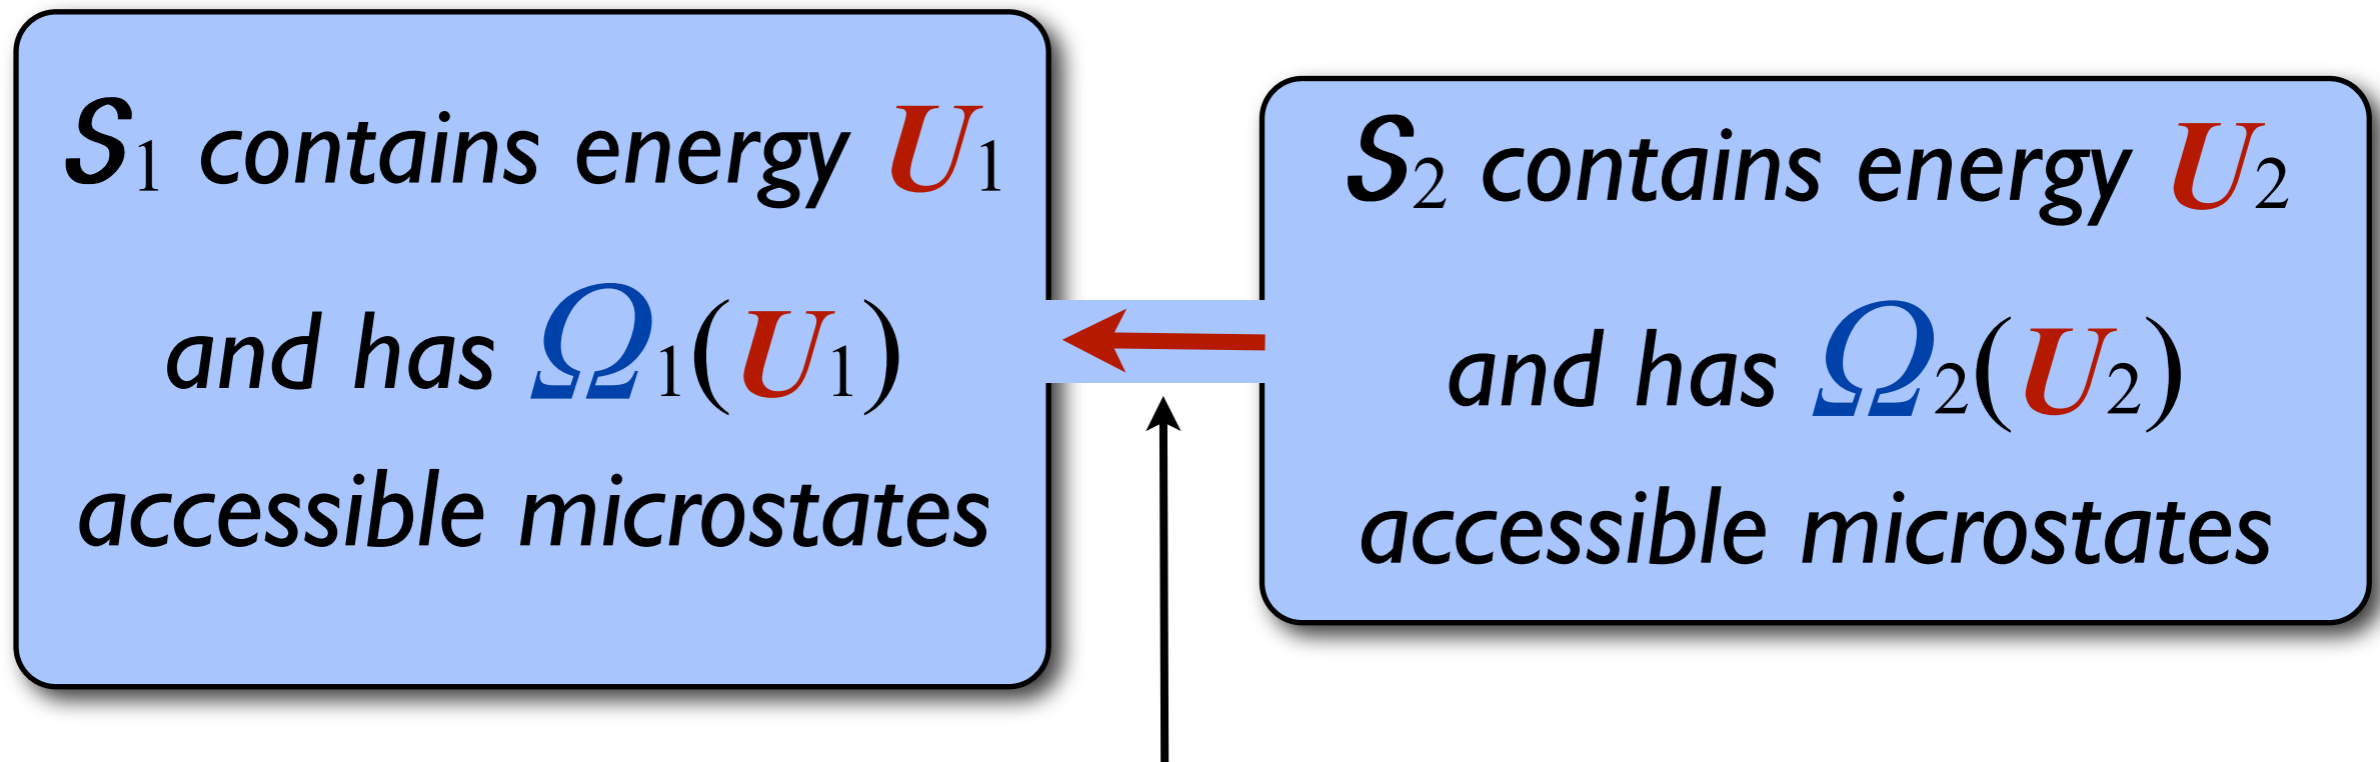 S1 contains energy U1
and has Ω1(U1)
accessible microstates
S2 contains energy U2
and has Ω2(U2)
accessible microstates